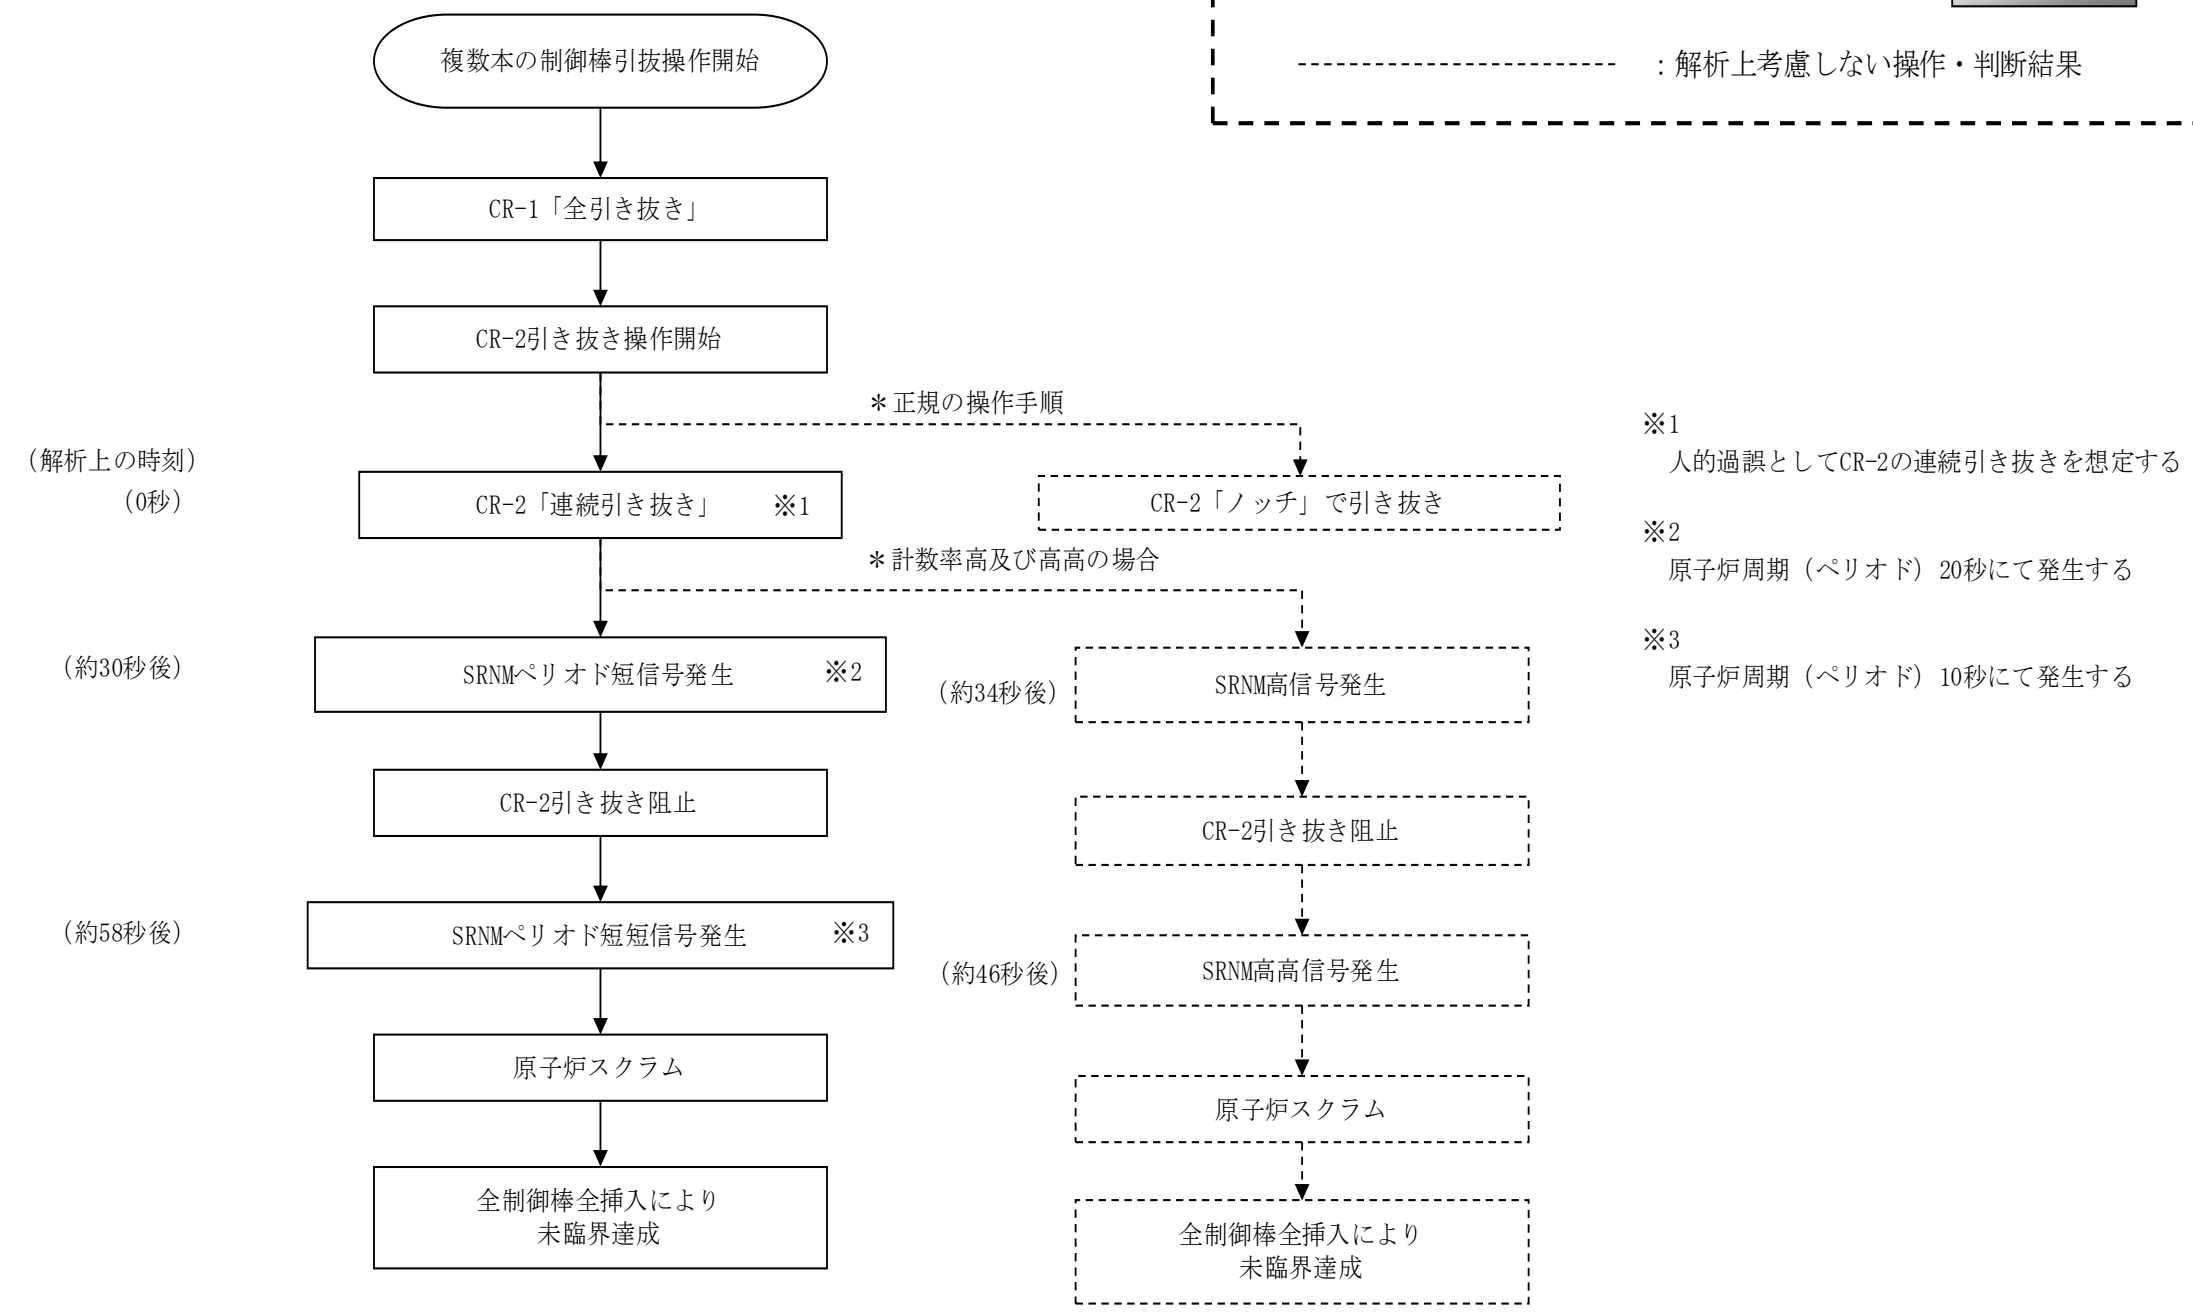 複数本の制御棒引抜操作開始
：解析上考慮しない操作・判断結果
CR-1「全引き抜き」
CR-2引き抜き操作開始
＊正規の操作手順
（解析上の時刻）
（0秒）
CR-2「連続引き抜き」 ※1
CR-2「ノッチ」で引き抜き
※1
人的過誤としてCR-2の連続引き抜きを想定する
※2
原子炉周期（ペリオド）20秒にて発生する
※3
原子炉周期（ペリオド）10秒にて発生する
＊計数率高及び高高の場合
（約30秒後）
SRNMペリオド短信号発生 ※2
（約34秒後）
SRNM高信号発生
CR-2引き抜き阻止
CR-2引き抜き阻止
（約58秒後）
SRNMペリオド短短信号発生 ※3
（約46秒後）
SRNM高高信号発生
原子炉スクラム
原子炉スクラム
全制御棒全挿入により
未臨界達成
全制御棒全挿入により
未臨界達成